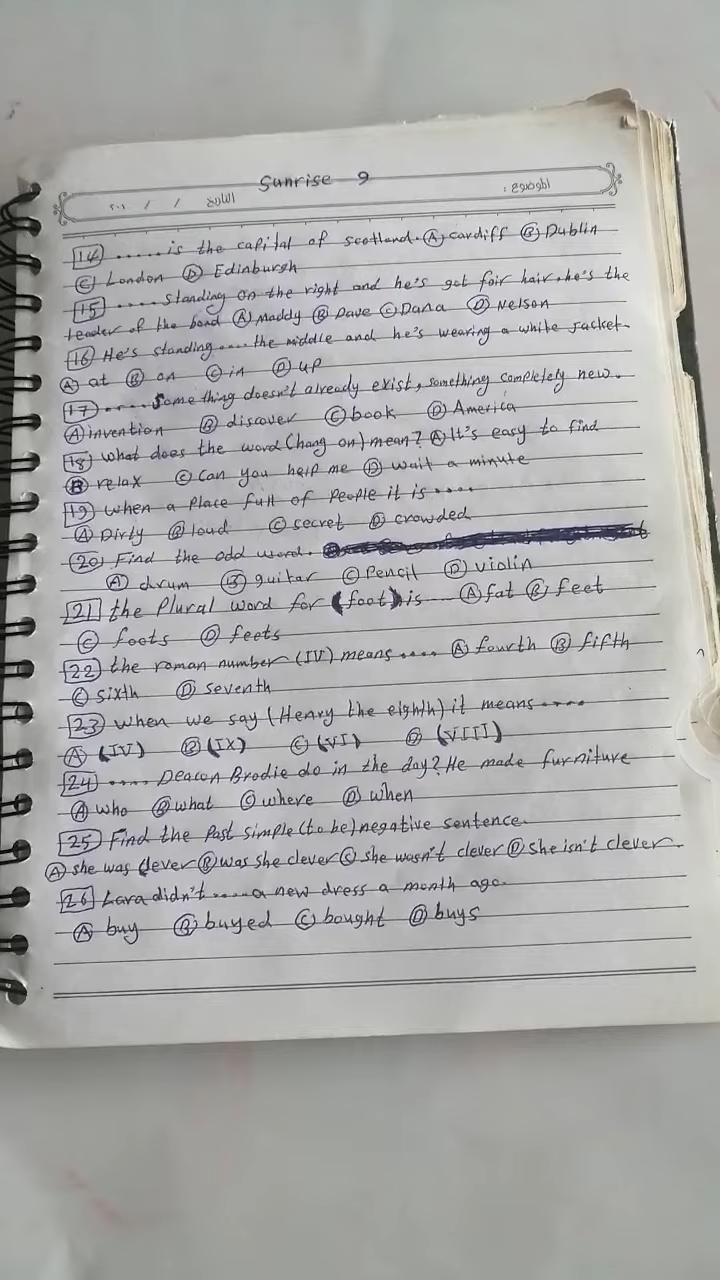 Sunrise 9
الموضوع : التاريخ / / ٢٠
14 ...... is the capital of scotland. Ⓐ cardiff Ⓑ Dublin
Ⓒ London Ⓓ Edinburgh
15 ..... standing on the right and he's got fair hair. he's the
leader of the band Ⓐ Maddy Ⓑ Dave Ⓒ Dana Ⓓ Nelson
16 He's standing .... the middle and he's wearing a white jacket.
Ⓐ at Ⓑ on Ⓒ in Ⓓ up
17 ..... Something doesn't already exist, something completely new.
Ⓐ invention Ⓑ discover Ⓒ book Ⓓ America
18 what does the word (hang on) mean? Ⓐ It's easy to find
Ⓑ relax Ⓒ Can you help me Ⓓ wait a minute
19 when a place full of people it is ....
Ⓐ Dirty Ⓑ loud Ⓒ secret Ⓓ crowded
20 Find the odd word.
Ⓐ drum Ⓑ guitar Ⓒ Pencil Ⓓ violin
21 the Plural word for (foot) is .... Ⓐ fat Ⓑ feet
Ⓒ foots Ⓓ feets
22 the roman number (IV) means .... Ⓐ fourth Ⓑ fifth
Ⓒ sixth Ⓓ seventh
23 when we say (Henry the eighth) it means .....
Ⓐ (IV) Ⓑ (IX) Ⓒ (VI) Ⓓ (VIII)
24 .... Deacon Brodie do in the day? He made furniture
Ⓐ who Ⓑ what Ⓒ where Ⓓ when
25 Find the Past simple (to be) negative sentence.
Ⓐ she was clever Ⓑ was she clever Ⓒ she wasn't clever Ⓓ she isn't clever.
26 Lara didn't .... a new dress a month ago.
Ⓐ buy Ⓑ buyed Ⓒ bought Ⓓ buys